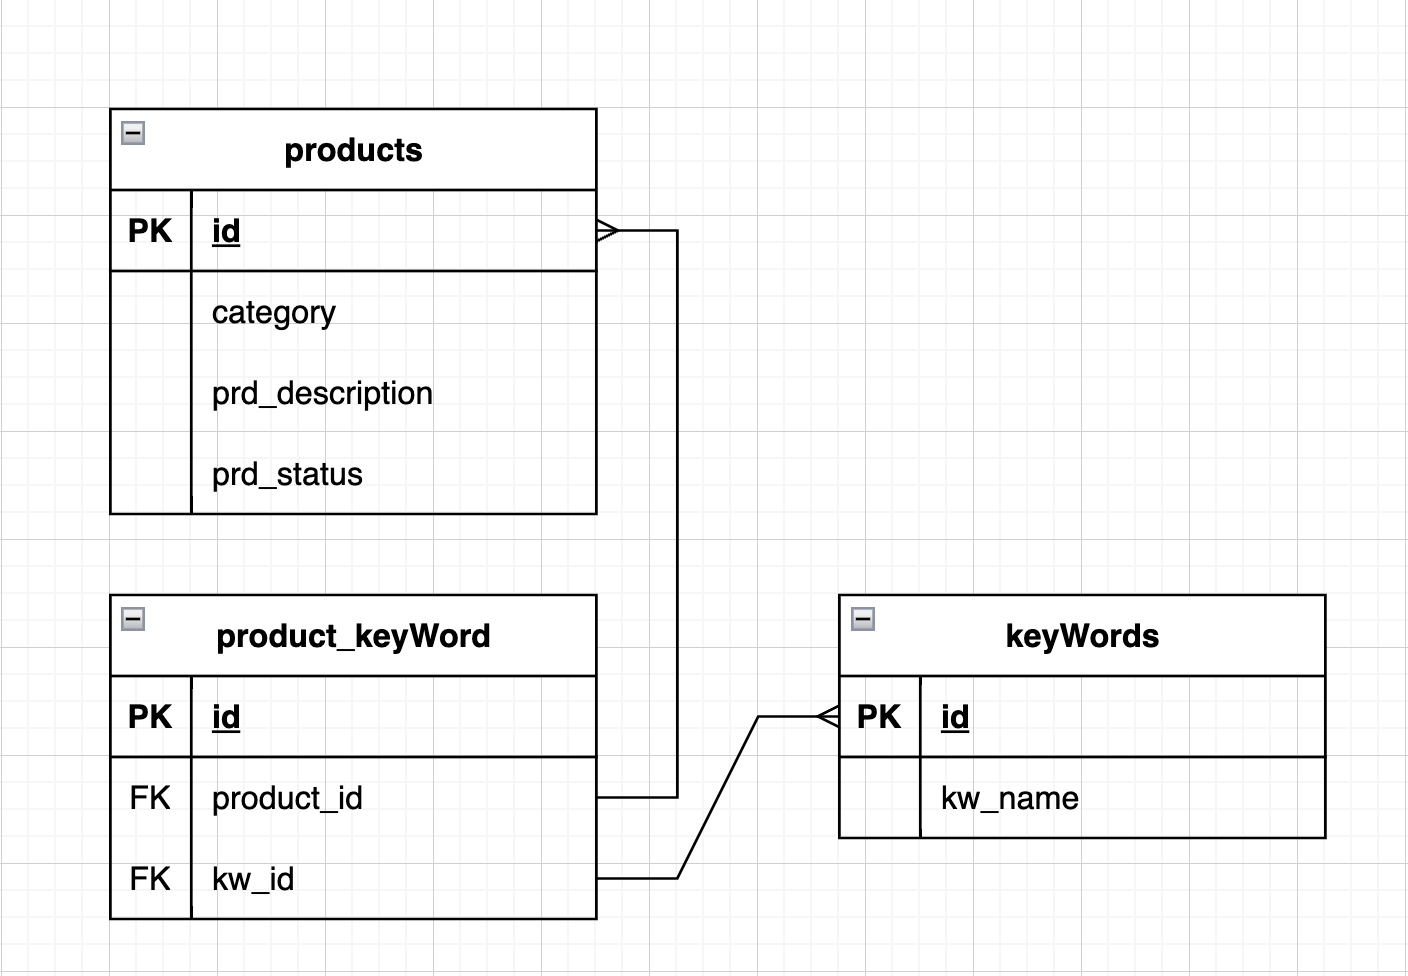 products
PK id
category
prd_description
prd_status
product_keyWord
PK id
FK product_id
FK kw_id
keyWords
PK id
kw_name